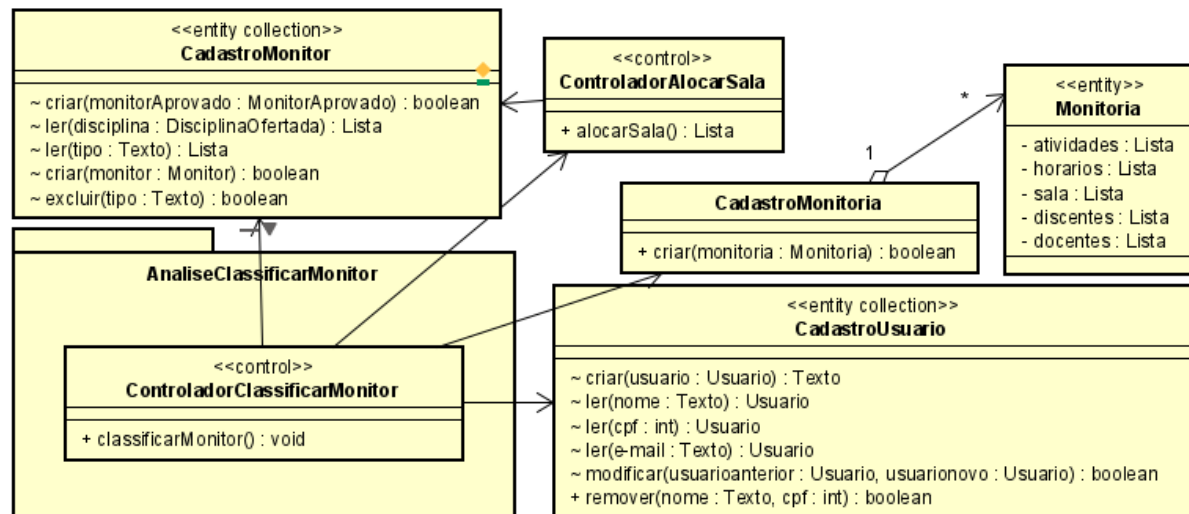 <<entity collection>>
CadastroMonitor
~ criar(monitorAprovado : MonitorAprovado) : boolean
~ ler(disciplina : DisciplinaOfertada) : Lista
~ ler(tipo : Texto) : Lista
~ criar(monitor : Monitor) : boolean
~ excluir(tipo : Texto) : boolean
<<control>>
ControladorAlocarSala
+ alocarSala() : Lista
<<entity>>
Monitoria
- atividades : Lista
- horarios : Lista
- sala : Lista
- discentes : Lista
- docentes : Lista
*
1
CadastroMonitoria
+ criar(monitoria : Monitoria) : boolean
AnaliseClassificarMonitor
<<control>>
ControladorClassificarMonitor
+ classificarMonitor() : void
<<entity collection>>
CadastroUsuario
~ criar(usuario : Usuario) : Texto
~ ler(nome : Texto) : Usuario
~ ler(cpf : int) : Usuario
~ ler(e-mail : Texto) : Usuario
~ modificar(usuarioanterior : Usuario, usuarionovo : Usuario) : boolean
+ remover(nome : Texto, cpf : int) : boolean